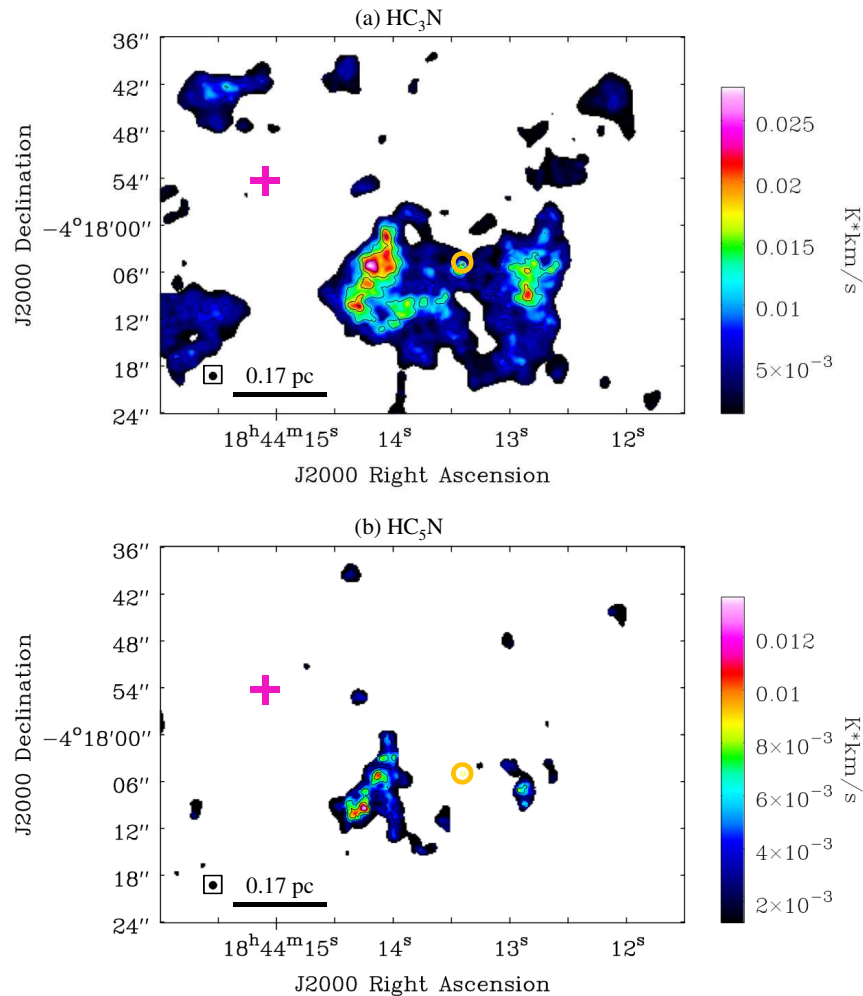 (a) HC₃N
36″
42″
48″
54″
−4°18′00″
06″
12″
18″
24″
J2000 Declination
0.17 pc
18ʰ44ᵐ15ˢ 14ˢ 13ˢ 12ˢ
J2000 Right Ascension
0.025
0.02
0.015
0.01
5×10⁻³
K*km/s
(b) HC₅N
36″
42″
48″
54″
−4°18′00″
06″
12″
18″
24″
J2000 Declination
0.17 pc
18ʰ44ᵐ15ˢ 14ˢ 13ˢ 12ˢ
J2000 Right Ascension
0.012
0.01
8×10⁻³
6×10⁻³
4×10⁻³
2×10⁻³
K*km/s